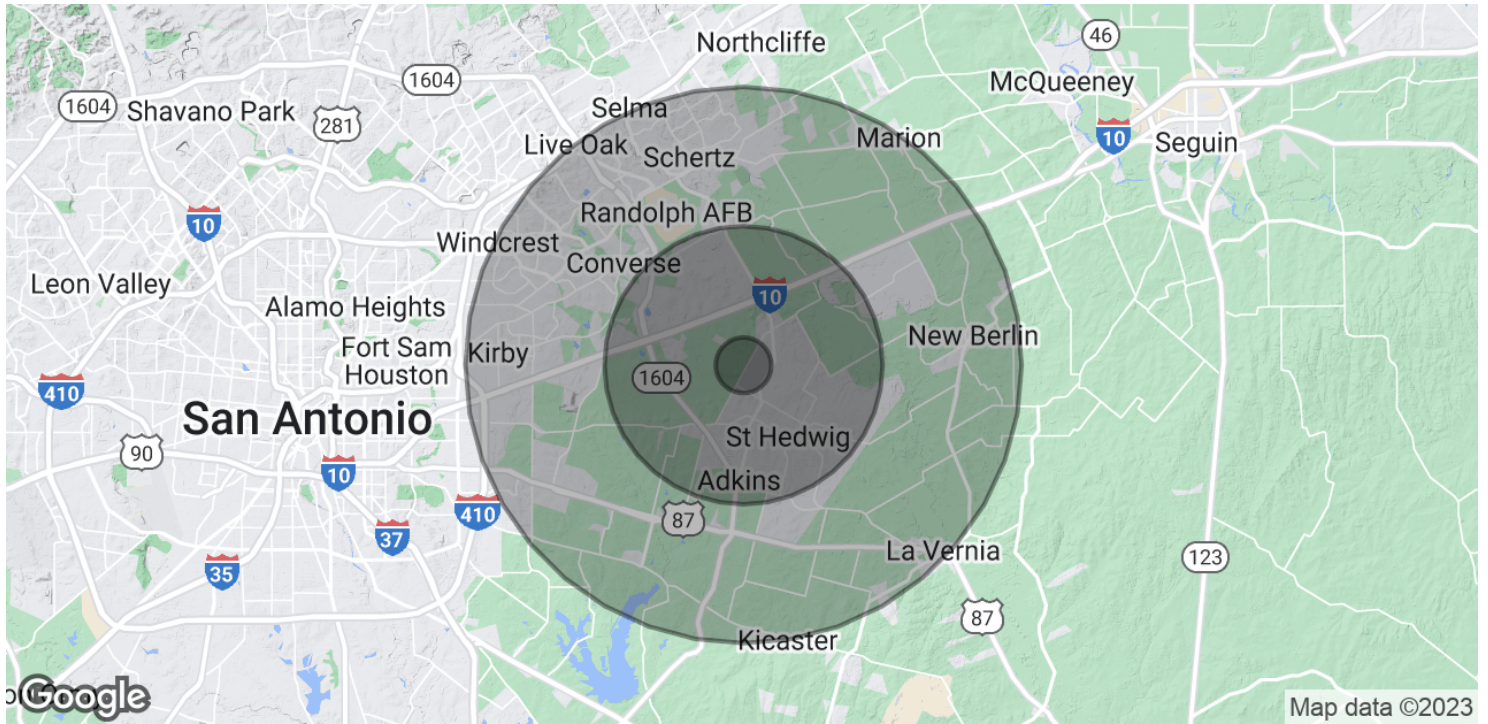 Northcliffe
46
1604
McQueeney
1604
Shavano Park
Selma
281
10
Live Oak
Marion
Seguin
Schertz
Randolph AFB
10
Windcrest
Converse
Leon Valley
10
Alamo Heights
New Berlin
Fort Sam
Houston
Kirby
1604
410
San Antonio
St Hedwig
90
10
Adkins
410
87
37
La Vernia
123
35
87
Kicaster
Google
Map data ©2023